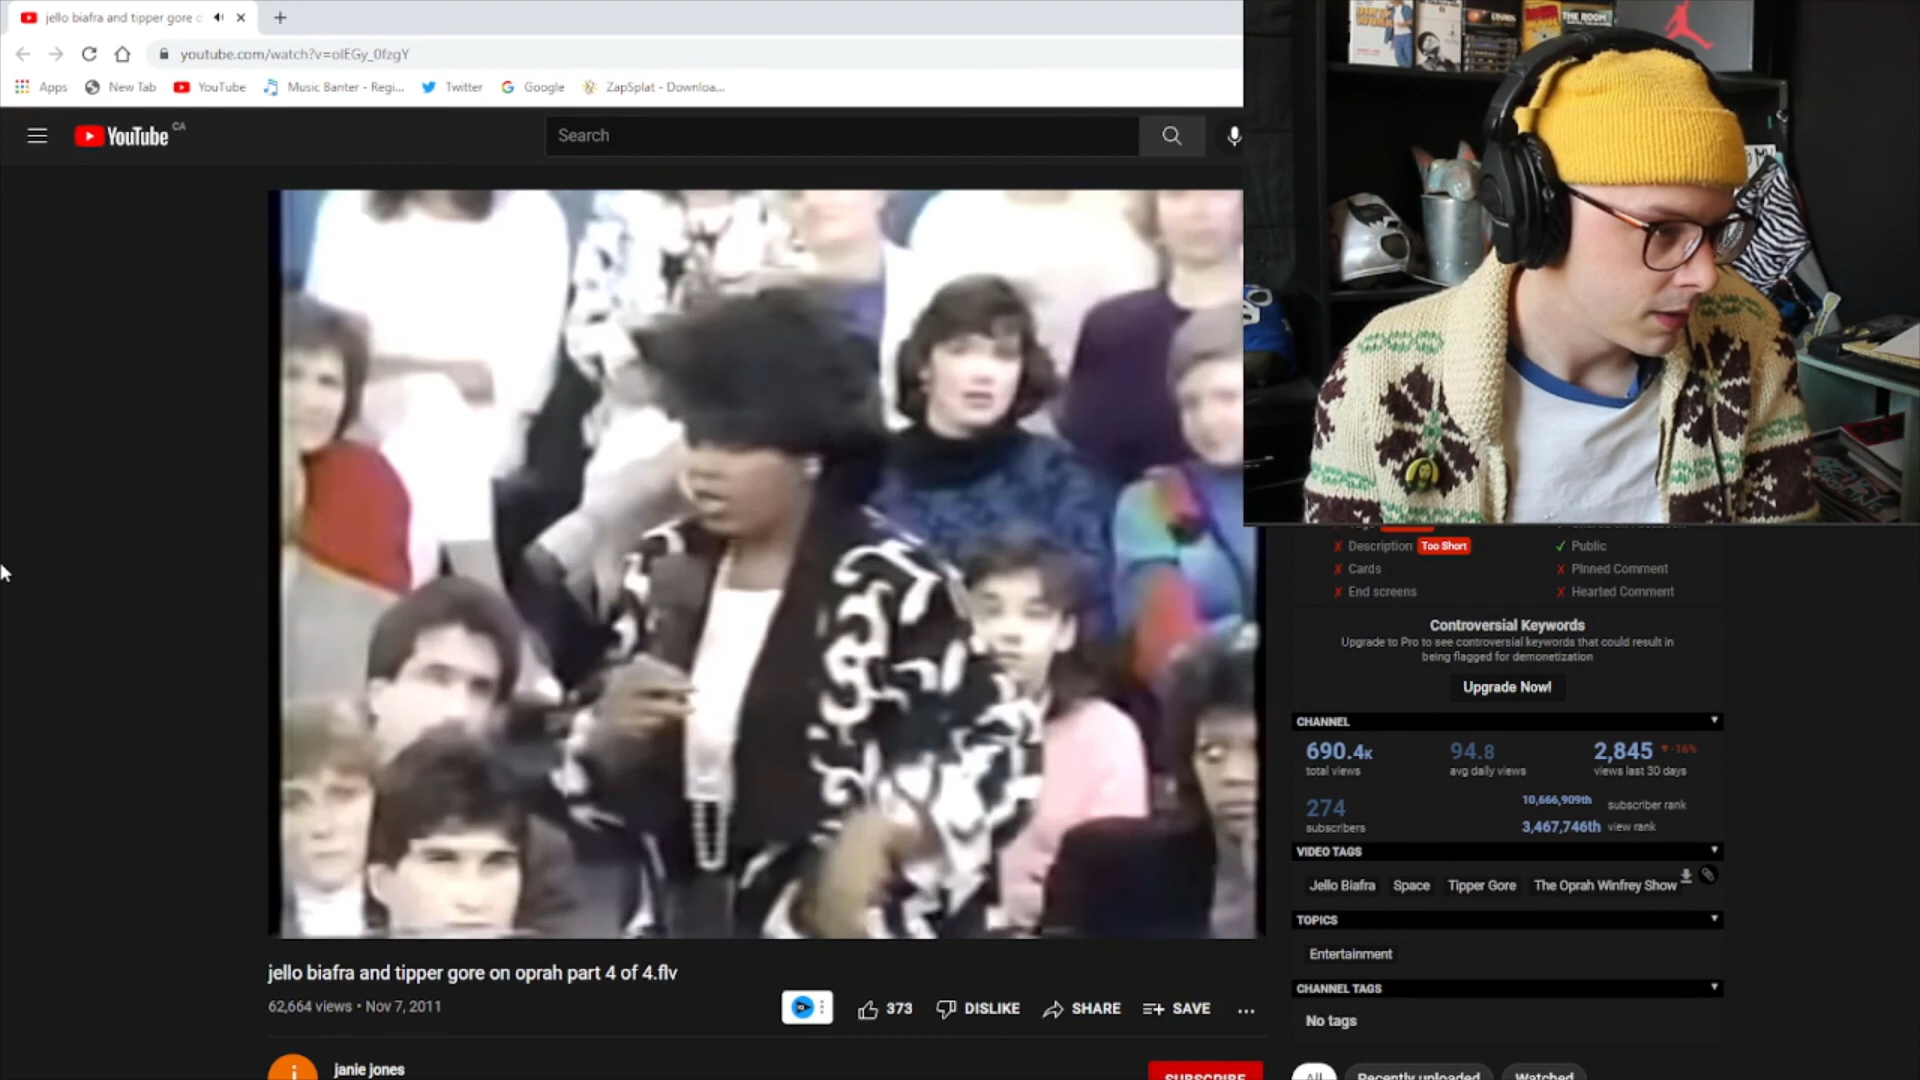 jello biafra and tipper gore o
youtube.com/watch?v=olEGy_0fzgY
Apps
New Tab
YouTube
Music Banter - Regi...
Twitter
Google
ZapSplat - Downloa...
YouTube CA
Search
THE ROOM
Description Too Short
Public
Cards
Pinned Comment
End screens
Hearted Comment
Controversial Keywords
Upgrade to Pro to see controversial keywords that could result in
being flagged for demonetization
Upgrade Now!
CHANNEL
690.4k
94.8
2,845 -16%
total views
avg daily views
views last 30 days
274
10,666,909th subscriber rank
subscribers
3,467,746th view rank
VIDEO TAGS
Jello Biafra
Space
Tipper Gore
The Oprah Winfrey Show
TOPICS
Entertainment
CHANNEL TAGS
No tags
jello biafra and tipper gore on oprah part 4 of 4.flv
62,664 views • Nov 7, 2011
373
DISLIKE
SHARE
SAVE
janie jones
SUBSCRIBE
All
Recently uploaded
Watched